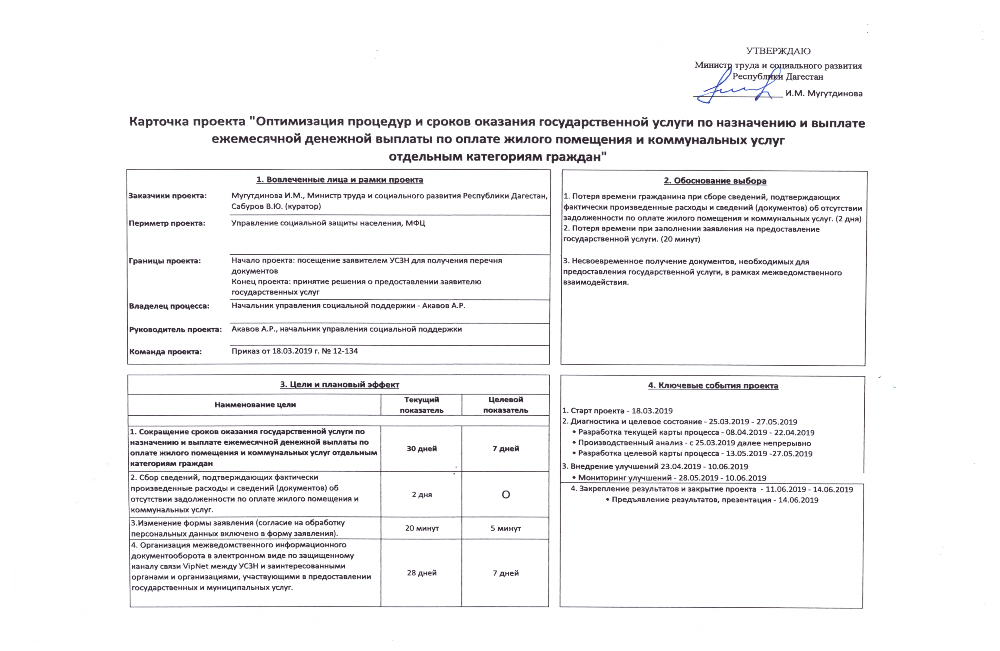 УТВЕРЖДАЮ
Министр труда и социального развития
Республики Дагестан
И.М. Мугутдинова
Карточка проекта "Оптимизация процедур и сроков оказания государственной услуги по назначению и выплате
ежемесячной денежной выплаты по оплате жилого помещения и коммунальных услуг
отдельным категориям граждан"
1. Вовлеченные лица и рамки проекта
Заказчики проекта:
Мугутдинова И.М., Министр труда и социального развития Республики Дагестан,
Сабуров В.Ю. (куратор)
Периметр проекта:
Управление социальной защиты населения, МФЦ
Границы проекта:
Начало проекта: посещение заявителем УСЗН для получения перечня
документов
Конец проекта: принятие решения о предоставлении заявителю
государственных услуг
Владелец процесса:
Начальник управления социальной поддержки - Акавов А.Р.
Руководитель проекта:
Акавов А.Р., начальник управления социальной поддержки
Команда проекта:
Приказ от 18.03.2019 г. № 12-134
2. Обоснование выбора
1. Потеря времени гражданина при сборе сведений, подтверждающих
фактически произведенные расходы и сведений (документов) об отсутствии
задолженности по оплате жилого помещения и коммунальных услуг. (2 дня)
2. Потеря времени при заполнении заявления на предоставление
государственной услуги. (20 минут)
3. Несвоевременное получение документов, необходимых для
предоставления государственной услуги, в рамках межведомственного
взаимодействия.
3. Цели и плановый эффект
Наименование цели
Текущий
показатель
Целевой
показатель
1. Сокращение сроков оказания государственной услуги по
назначению и выплате ежемесячной денежной выплаты по
оплате жилого помещения и коммунальных услуг отдельным
категориям граждан
30 дней
7 дней
2. Сбор сведений, подтверждающих фактически
произведенные расходы и сведений (документов) об
отсутствии задолженности по оплате жилого помещения и
коммунальных услуг.
2 дня
О
3.Изменение формы заявления (согласие на обработку
персональных данных включено в форму заявления).
20 минут
5 минут
4. Организация межведомственного информационного
документооборота в электронном виде по защищенному
каналу связи VipNet между УСЗН и заинтересованными
органами и организациями, участвующими в предоставлении
государственных и муниципальных услуг.
28 дней
7 дней
4. Ключевые события проекта
1. Старт проекта - 18.03.2019
2. Диагностика и целевое состояние - 25.03.2019 - 27.05.2019
• Разработка текущей карты процесса - 08.04.2019 - 22.04.2019
• Производственный анализ - с 25.03.2019 далее непрерывно
• Разработка целевой карты процесса - 13.05.2019 -27.05.2019
3. Внедрение улучшений 23.04.2019 - 10.06.2019
• Мониторинг улучшений - 28.05.2019 - 10.06.2019
4. Закрепление результатов и закрытие проекта - 11.06.2019 - 14.06.2019
• Предъявление результатов, презентация - 14.06.2019